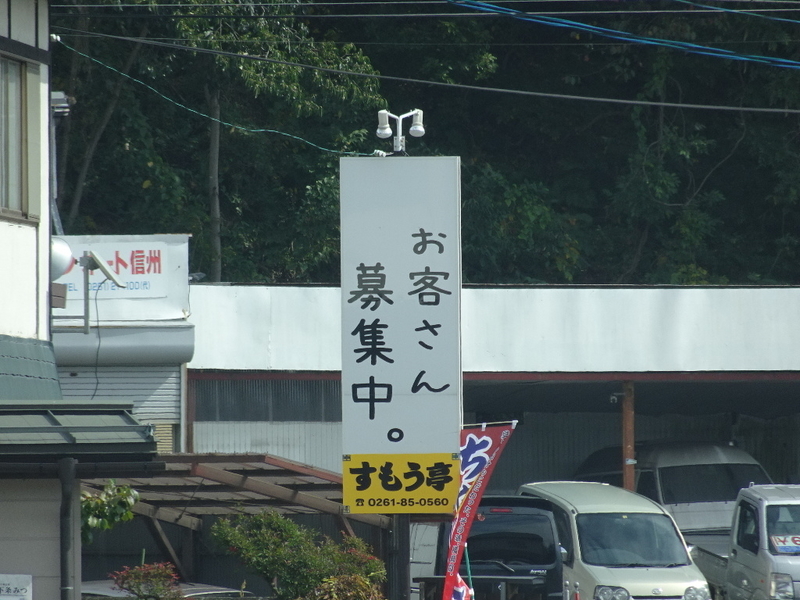 お客さん
募集中。
すもう亭
☎ 0261-85-0560
ート信州